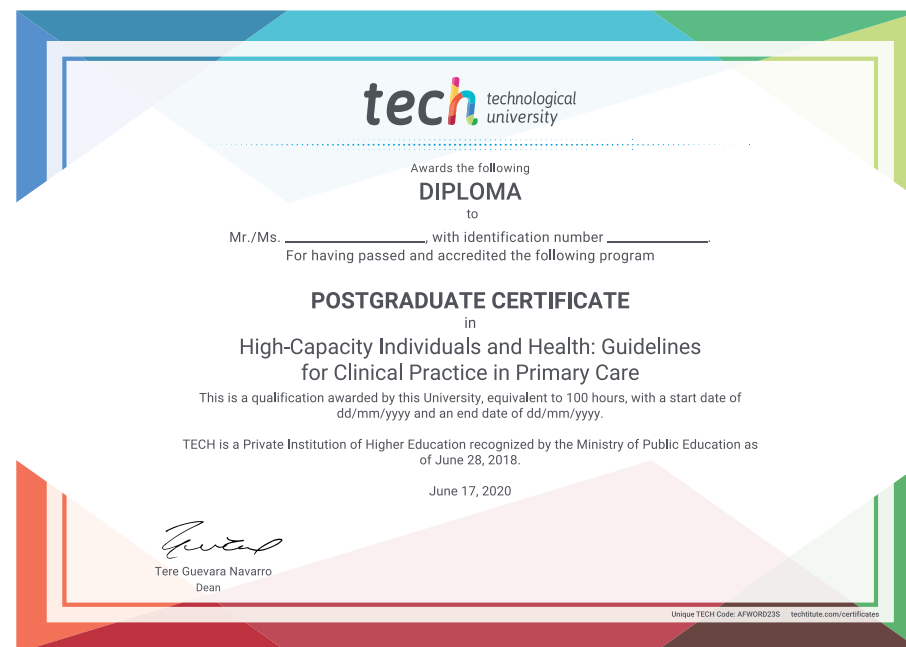 tech technological
university
Awards the following
DIPLOMA
to
Mr./Ms. ____________________, with identification number ______________.
For having passed and accredited the following program
POSTGRADUATE CERTIFICATE
in
High-Capacity Individuals and Health: Guidelines
for Clinical Practice in Primary Care
This is a qualification awarded by this University, equivalent to 100 hours, with a start date of
dd/mm/yyyy and an end date of dd/mm/yyyy.
TECH is a Private Institution of Higher Education recognized by the Ministry of Public Education as
of June 28, 2018.
June 17, 2020
Tere Guevara Navarro
Dean
Unique TECH Code: AFWORD23S techtitute.com/certificates